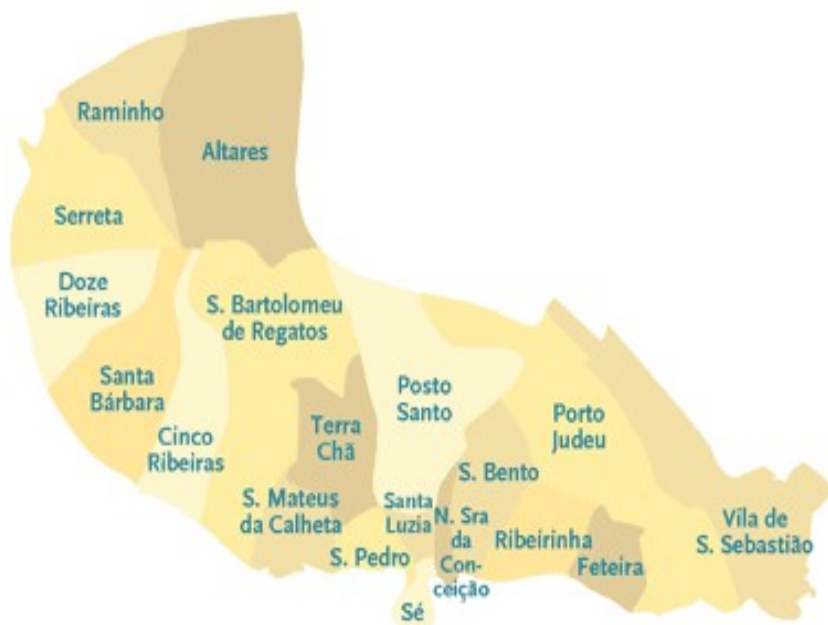 Raminho
Altares
Serreta
Doze
Ribeiras
S. Bartolomeu
de Regatos
Santa
Bárbara
Cinco
Ribeiras
Terra
Chã
Posto
Santo
Porto
Judeu
S. Bento
S. Mateus
da Calheta
Santa
Luzia
N. Sra
da
Con-
ceição
Ribeirinha
Feteira
Vila de
S. Sebastião
S. Pedro
Sé